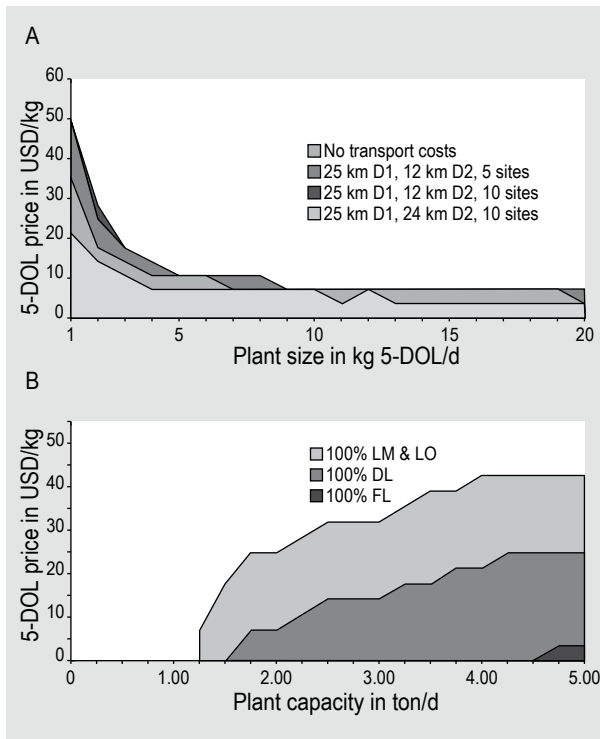 A
5-DOL price in USD/kg
60
50
40
30
20
10
0
No transport costs
25 km D1, 12 km D2, 5 sites
25 km D1, 12 km D2, 10 sites
25 km D1, 24 km D2, 10 sites
1 5 10 15 20
Plant size in kg 5-DOL/d
B
5-DOL price in USD/kg
50
40
30
20
10
0
100% LM & LO
100% DL
100% FL
0 1.00 2.00 3.00 4.00 5.00
Plant capacity in ton/d